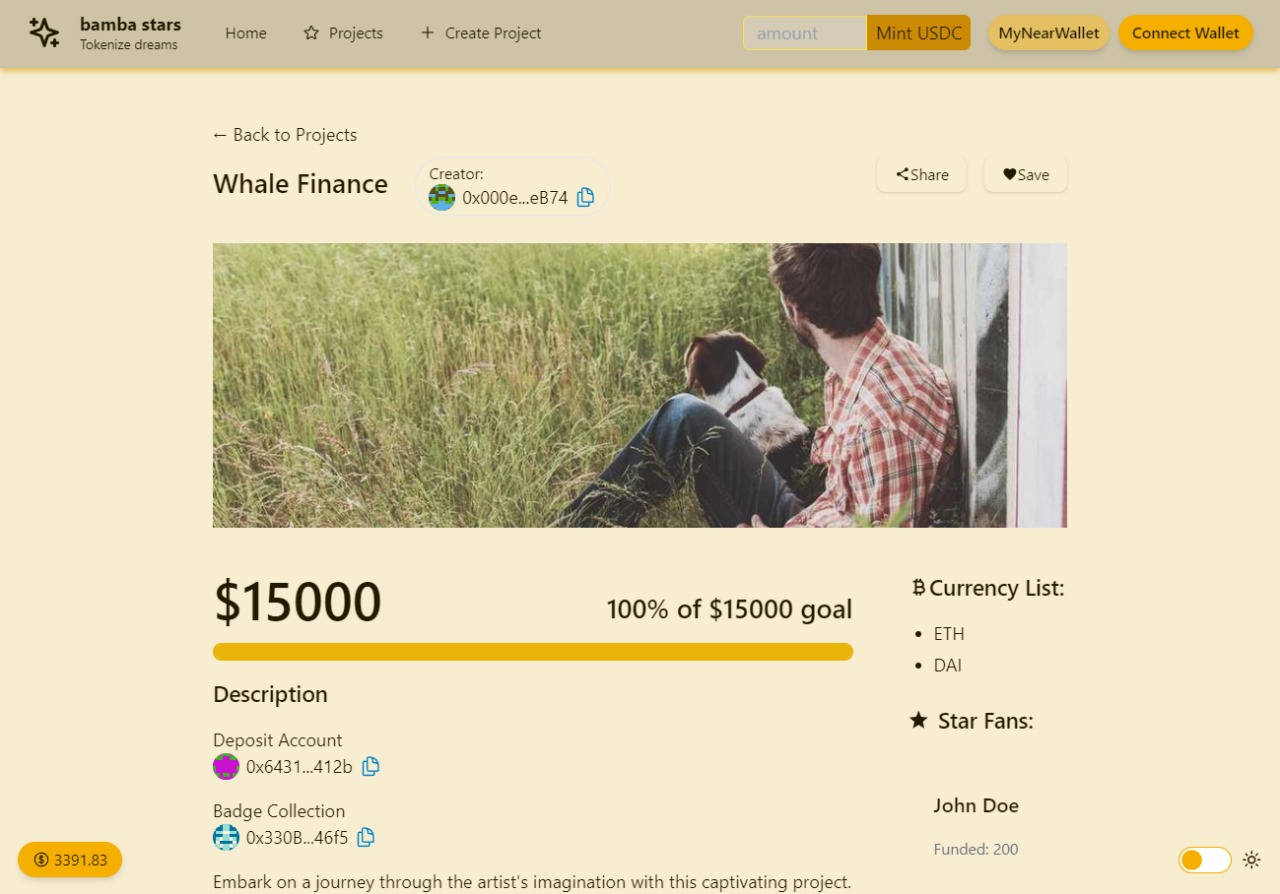 bamba stars
Tokenize dreams
Home
Projects
Create Project
amount
Mint USDC
MyNearWallet
Connect Wallet
← Back to Projects
Whale Finance
Creator:
0x000e...eB74
Share
Save
$15000
100% of $15000 goal
Currency List:
• ETH
• DAI
Description
Star Fans:
Deposit Account
0x6431...412b
Badge Collection
0x330B...46f5
John Doe
Funded: 200
3391.83
Embark on a journey through the artist's imagination with this captivating project.